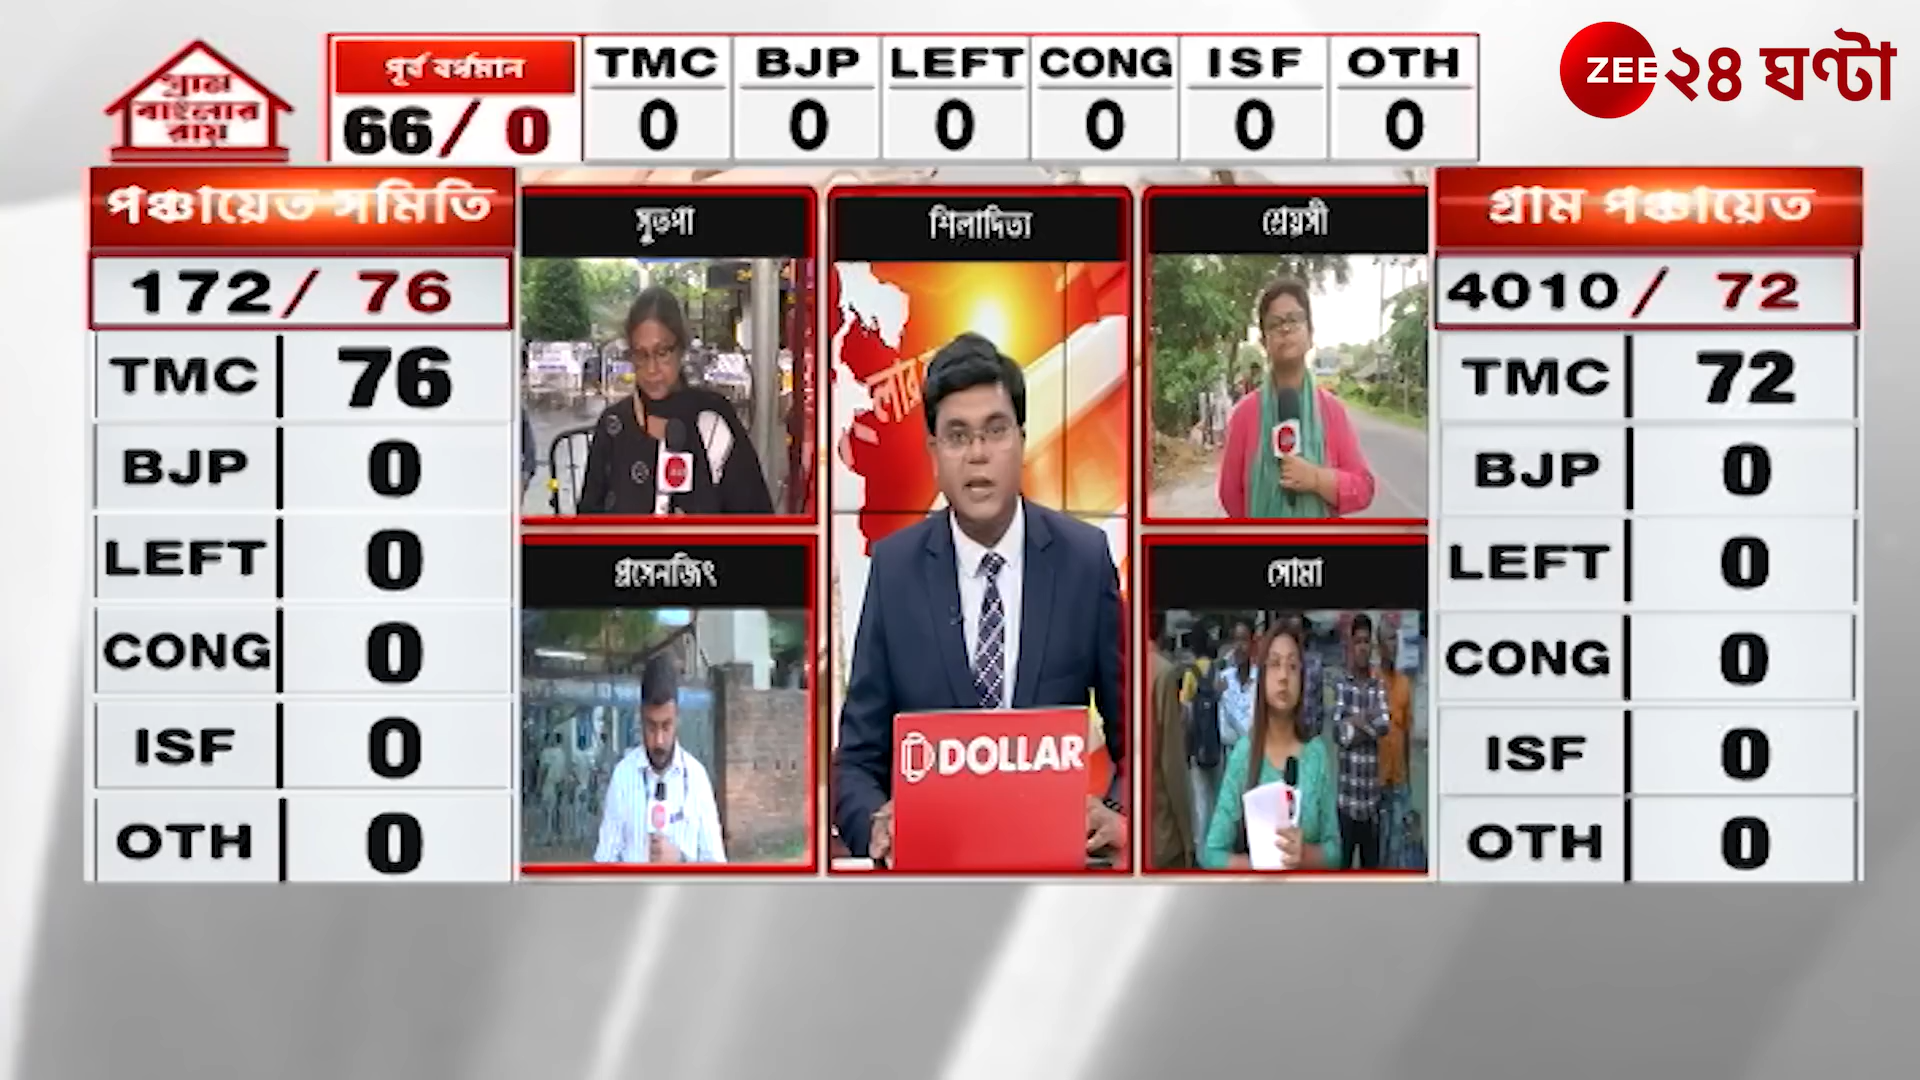 গ্রাম
বাংলার
রায়
পূর্ব বর্ধমান
66/ 0
TMC BJP LEFT CONG ISF OTH
0 0 0 0 0 0
ZEE ২৪ ঘণ্টা
পঞ্চায়েত সমিতি
172/ 76
TMC 76
BJP 0
LEFT 0
CONG 0
ISF 0
OTH 0
সুতপা
শিলাদিত্য
শ্রেয়সী
প্রসেনজিৎ
সোমা
DOLLAR
গ্রাম পঞ্চায়েত
4010/ 72
TMC 72
BJP 0
LEFT 0
CONG 0
ISF 0
OTH 0